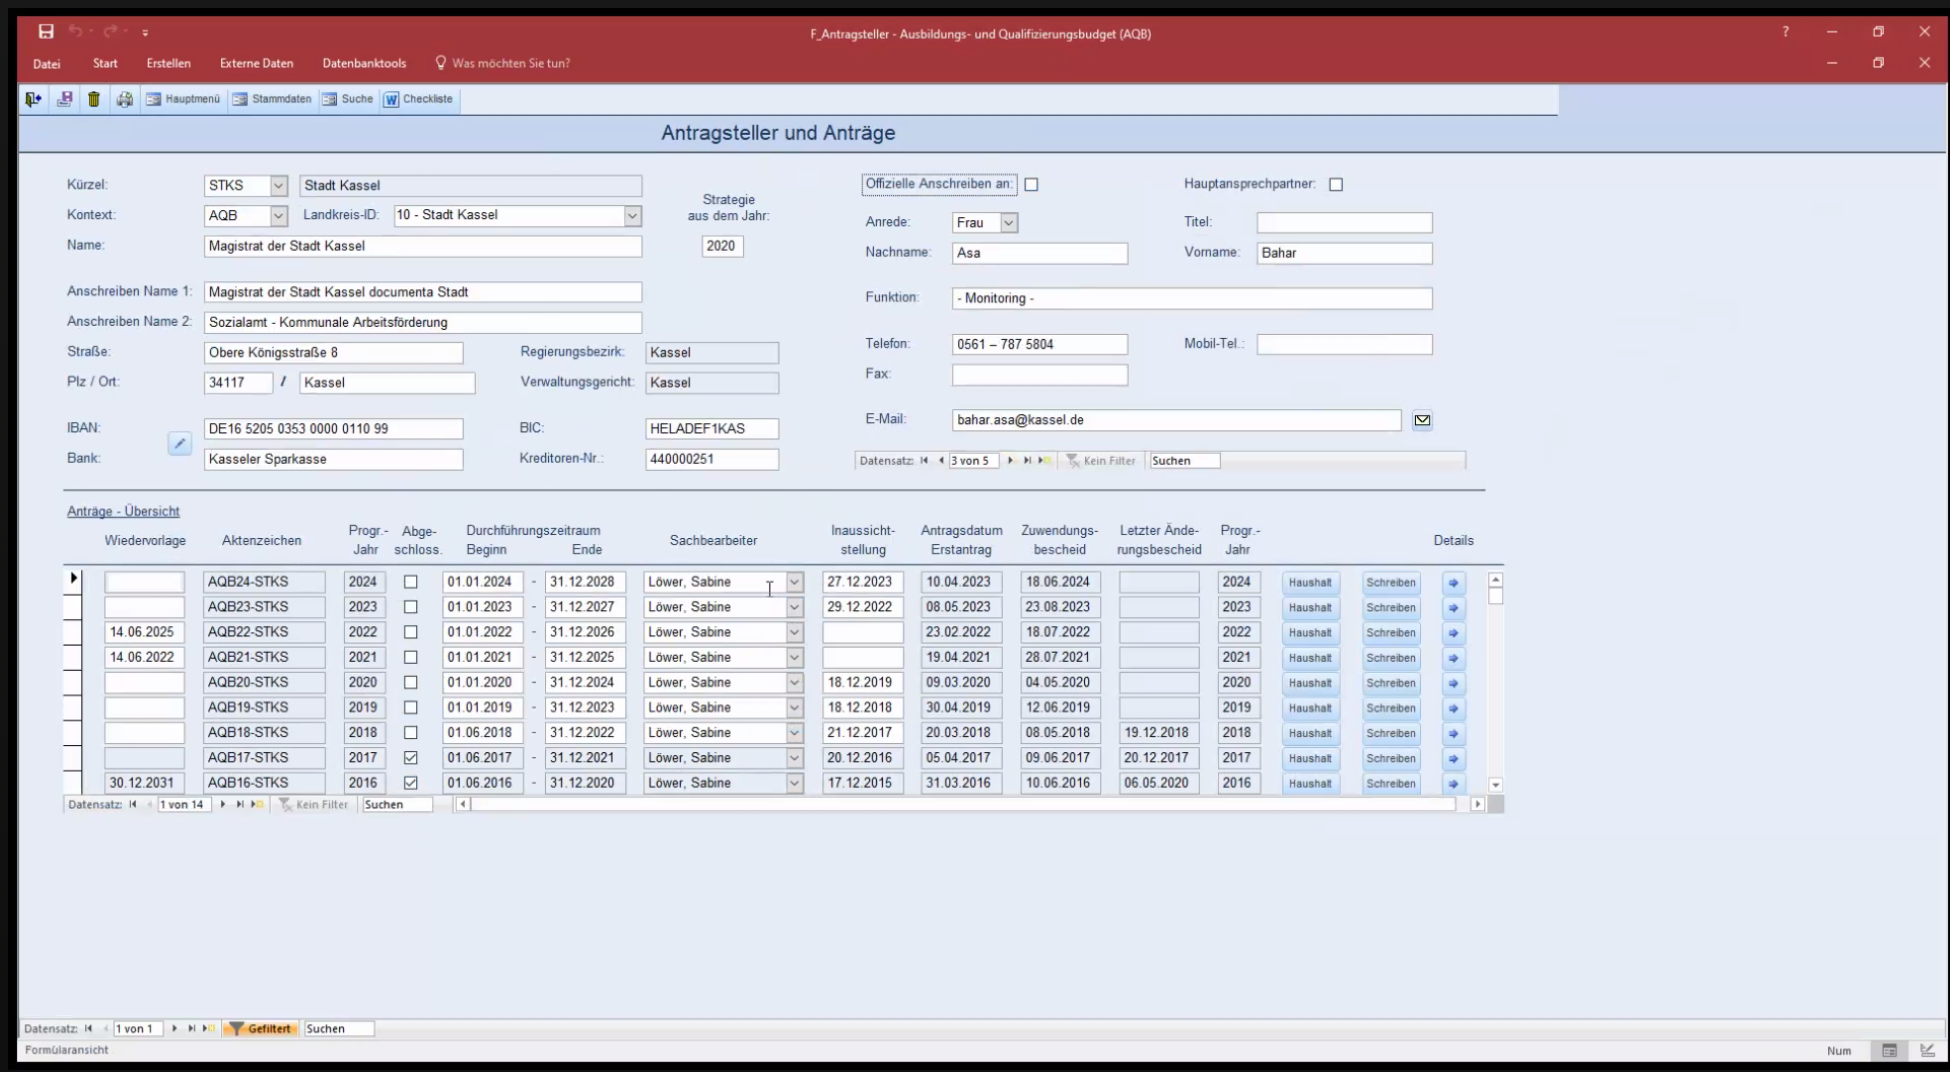 F_Antragsteller - Ausbildungs- und Qualifizierungsbudget (AQB)
Datei Start Erstellen Externe Daten Datenbanktools Was möchten Sie tun?
Hauptmenü Stammdaten Suche Checkliste
Antragsteller und Anträge
Kürzel: STKS Stadt Kassel
Kontext: AQB Landkreis-ID: 10 - Stadt Kassel
Name: Magistrat der Stadt Kassel
Strategie
aus dem Jahr:
2020
Anschreiben Name 1: Magistrat der Stadt Kassel documenta Stadt
Anschreiben Name 2: Sozialamt - Kommunale Arbeitsförderung
Straße: Obere Königsstraße 8 Regierungsbezirk: Kassel
Plz / Ort: 34117 / Kassel Verwaltungsgericht: Kassel
IBAN: DE16 5205 0353 0000 0110 99 BIC: HELADEF1KAS
Bank: Kasseler Sparkasse Kreditoren-Nr.: 440000251
Offizielle Anschreiben an: Hauptansprechpartner:
Anrede: Frau Titel:
Nachname: Asa Vorname: Bahar
Funktion: - Monitoring -
Telefon: 0561 – 787 5804 Mobil-Tel.:
Fax:
E-Mail: bahar.asa@kassel.de
Datensatz: 3 von 5 Kein Filter Suchen
Anträge - Übersicht
Wiedervorlage Aktenzeichen Progr.- Jahr Abge- schloss. Durchführungszeitraum Beginn Ende Sachbearbeiter Inaussicht- stellung Antragsdatum Erstantrag Zuwendungs- bescheid Letzter Ände- rungsbescheid Progr.- Jahr Details
AQB24-STKS 2024 01.01.2024 - 31.12.2028 Löwer, Sabine 27.12.2023 10.04.2023 18.06.2024 2024 Haushalt Schreiben
AQB23-STKS 2023 01.01.2023 - 31.12.2027 Löwer, Sabine 29.12.2022 08.05.2023 23.08.2023 2023 Haushalt Schreiben
14.06.2025 AQB22-STKS 2022 01.01.2022 - 31.12.2026 Löwer, Sabine 23.02.2022 18.07.2022 2022 Haushalt Schreiben
14.06.2022 AQB21-STKS 2021 01.01.2021 - 31.12.2025 Löwer, Sabine 19.04.2021 28.07.2021 2021 Haushalt Schreiben
AQB20-STKS 2020 01.01.2020 - 31.12.2024 Löwer, Sabine 18.12.2019 09.03.2020 04.05.2020 2020 Haushalt Schreiben
AQB19-STKS 2019 01.01.2019 - 31.12.2023 Löwer, Sabine 18.12.2018 30.04.2019 12.06.2019 2019 Haushalt Schreiben
AQB18-STKS 2018 01.06.2018 - 31.12.2022 Löwer, Sabine 21.12.2017 20.03.2018 08.05.2018 19.12.2018 2018 Haushalt Schreiben
AQB17-STKS 2017 01.06.2017 - 31.12.2021 Löwer, Sabine 20.12.2016 05.04.2017 09.06.2017 20.12.2017 2017 Haushalt Schreiben
30.12.2031 AQB16-STKS 2016 01.06.2016 - 31.12.2020 Löwer, Sabine 17.12.2015 31.03.2016 10.06.2016 06.05.2020 2016 Haushalt Schreiben
Datensatz: 1 von 14 Kein Filter Suchen
Datensatz: 1 von 1 Gefiltert Suchen
Formularansicht Num